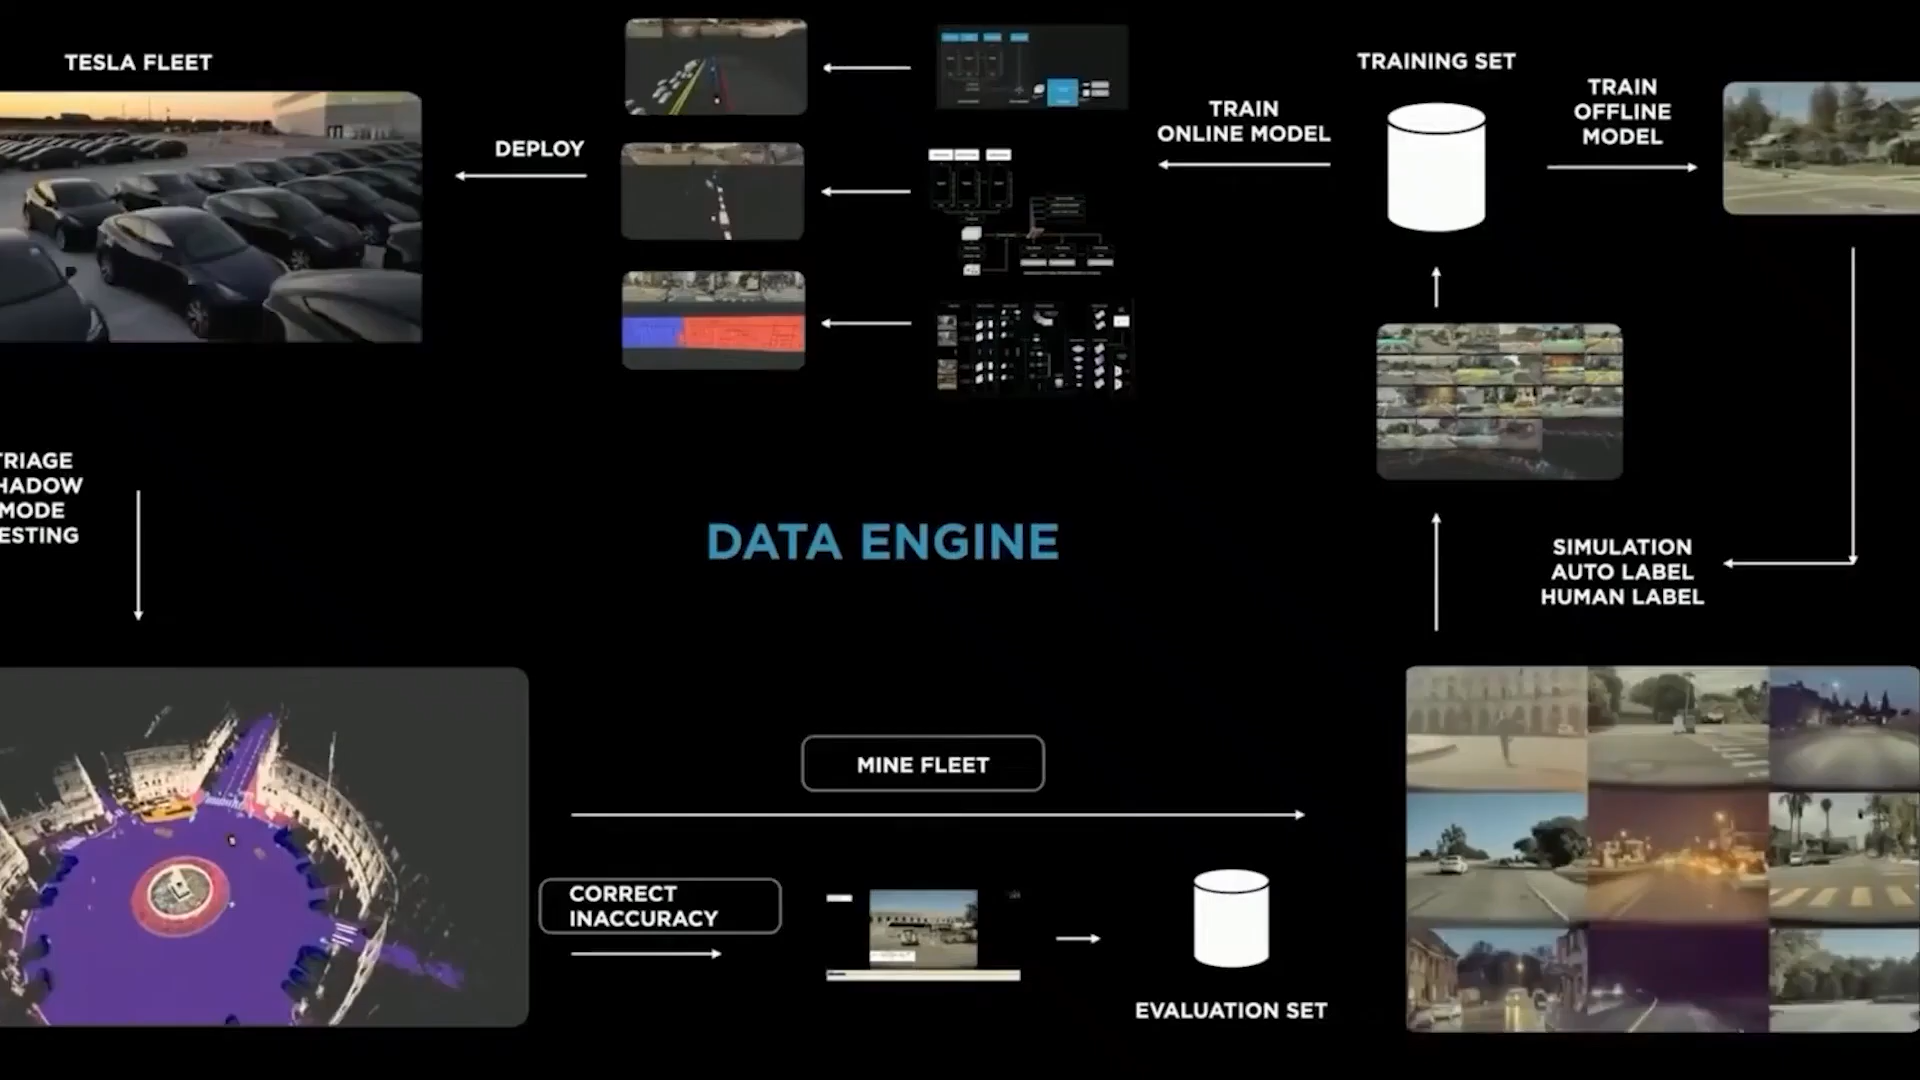 TESLA FLEET
DEPLOY
TRAIN
ONLINE MODEL
TRAINING SET
TRAIN
OFFLINE
MODEL
TRIAGE
HADOW
MODE
ESTING
DATA ENGINE
SIMULATION
AUTO LABEL
HUMAN LABEL
MINE FLEET
CORRECT
INACCURACY
EVALUATION SET